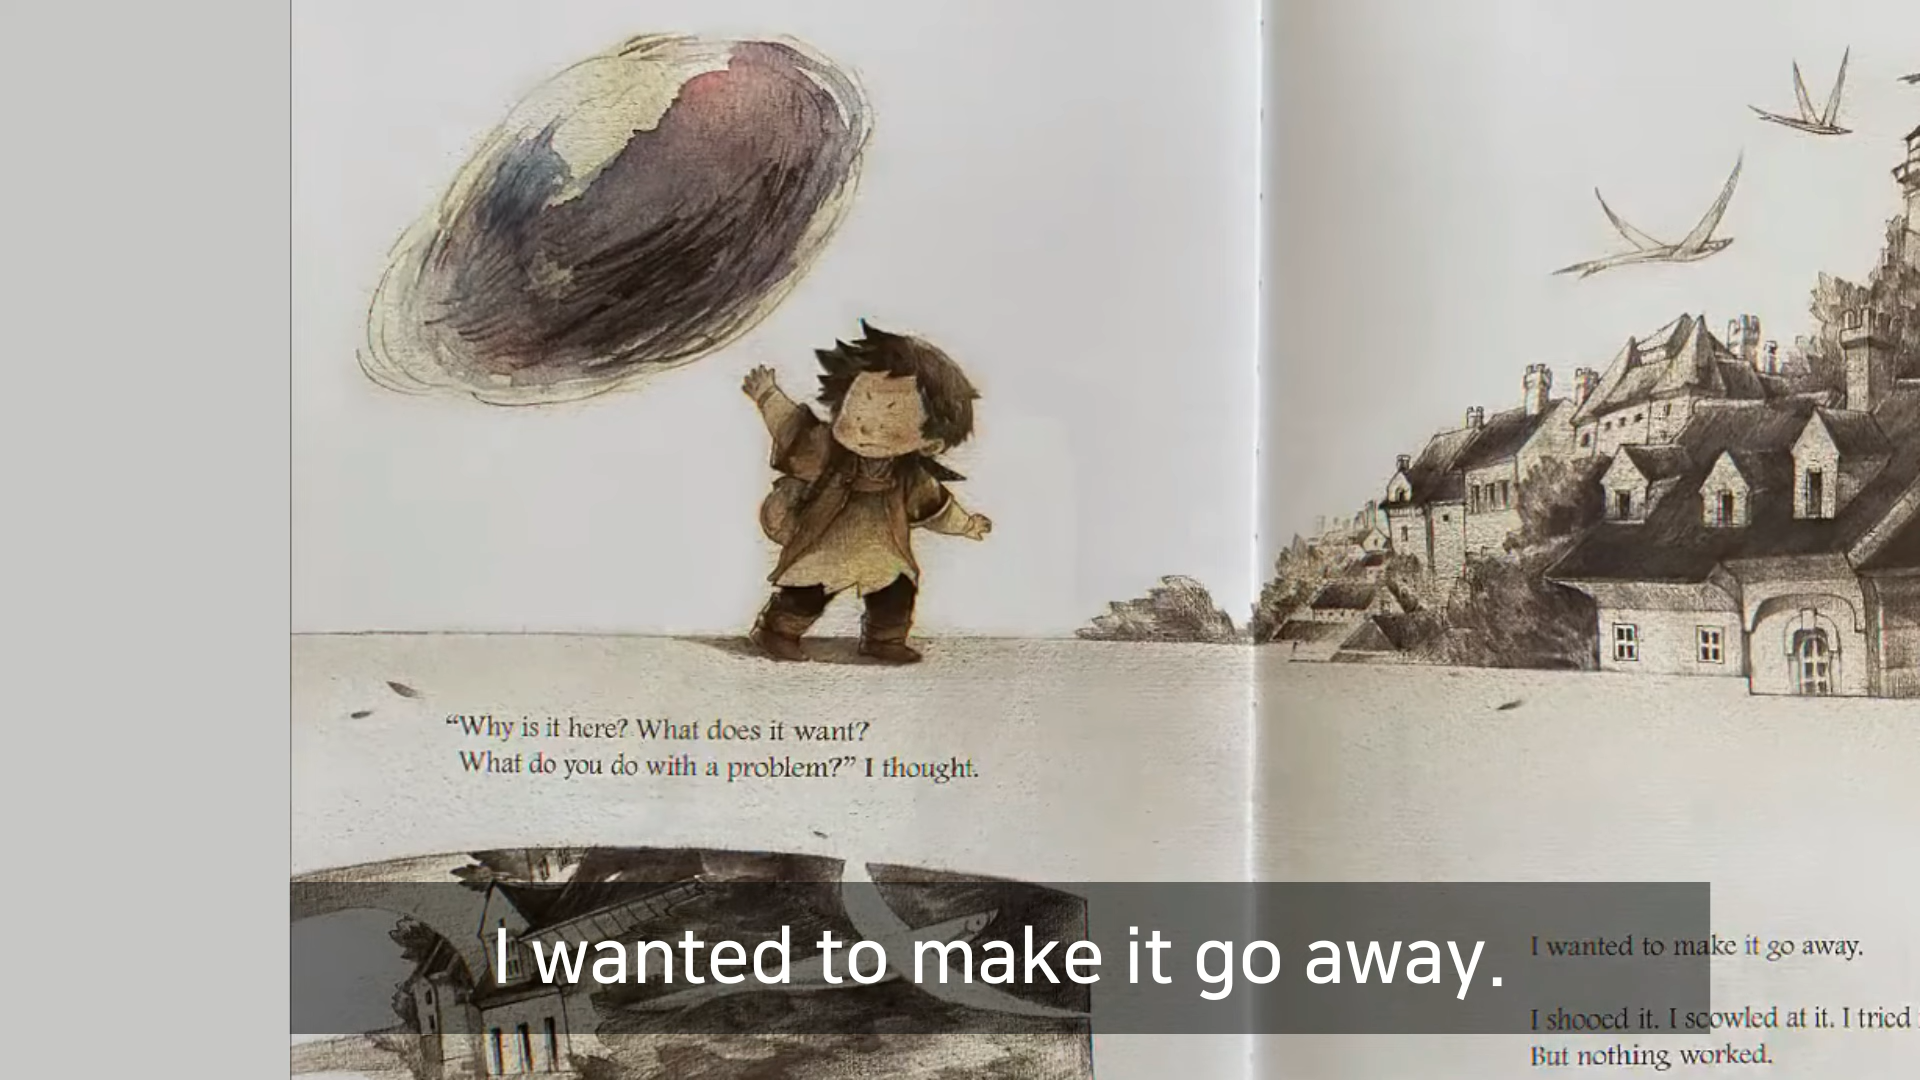 “Why is it here? What does it want?
What do you do with a problem?” I thought.
I wanted to make it go away.
I wanted to make it go away.
I shooed it. I scowled at it. I tried
But nothing worked.